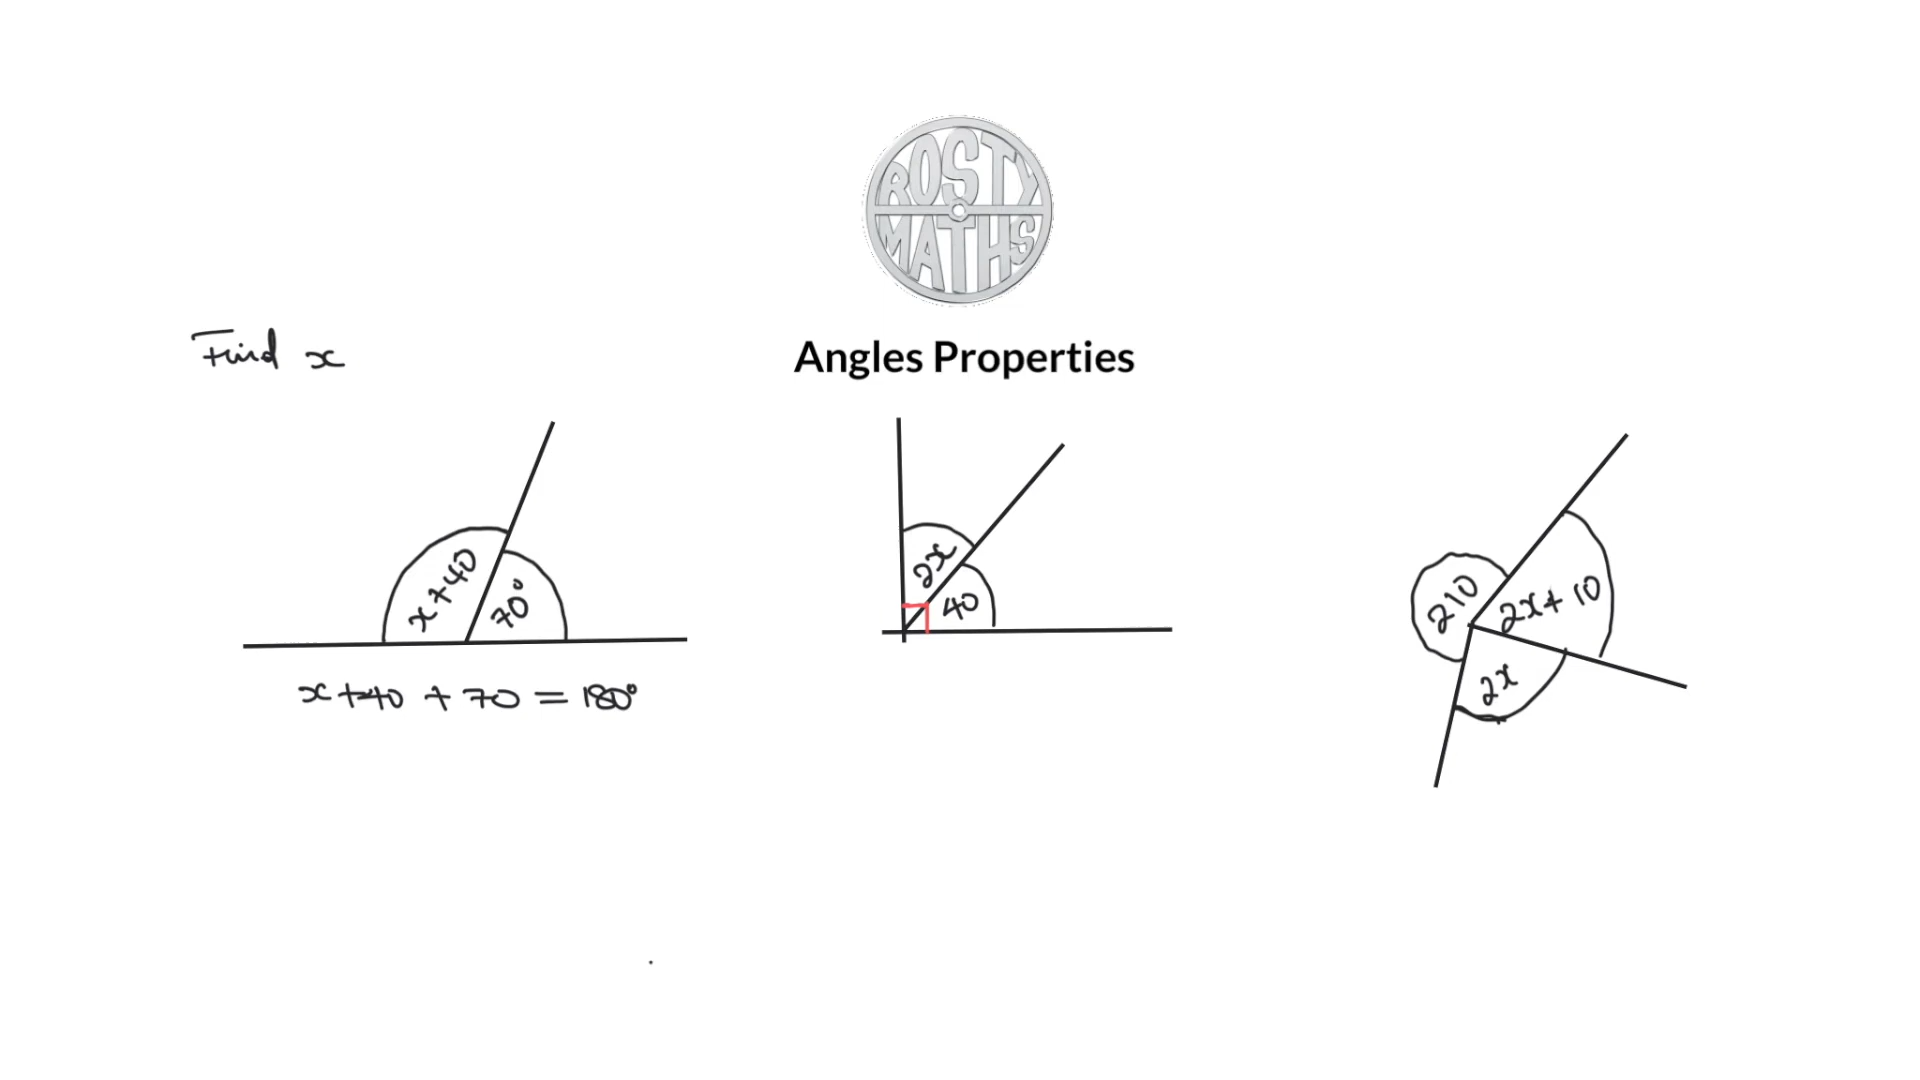 ROSTY
MATHS
Find x
Angles Properties
x+40
70°
x+40 + 70 = 180°
2x
40
210
2x+10
2x